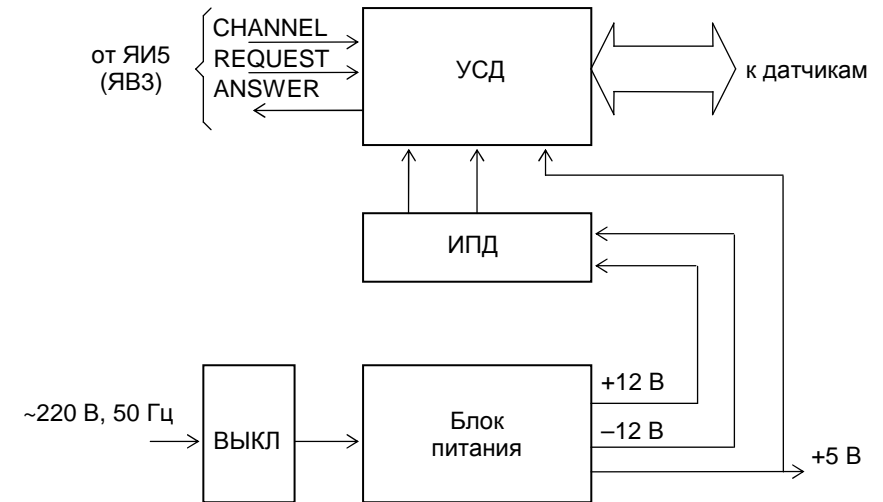 от ЯИ5
(ЯВ3)
CHANNEL
REQUEST
ANSWER
УСД
к датчикам
ИПД
~220 В, 50 Гц
ВЫКЛ
Блок
питания
+12 В
–12 В
+5 В